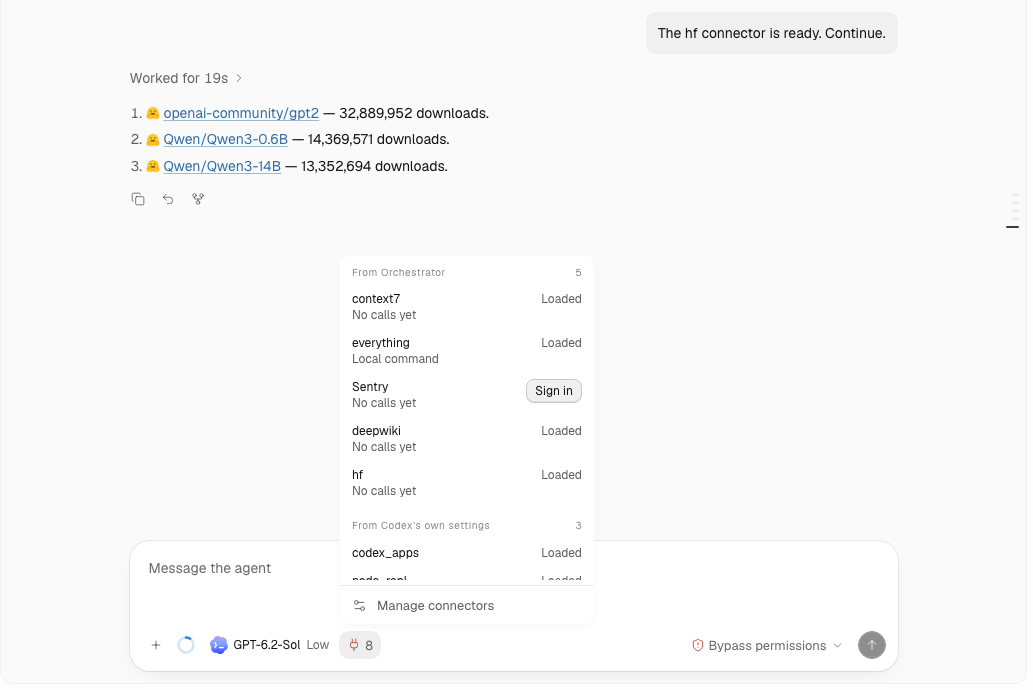 The hf connector is ready. Continue.
Worked for 19s
1. openai-community/gpt2 — 32,889,952 downloads.
2. Qwen/Qwen3-0.6B — 14,369,571 downloads.
3. Qwen/Qwen3-14B — 13,352,694 downloads.
From Orchestrator 5
context7 Loaded
No calls yet
everything Loaded
Local command
Sentry Sign in
No calls yet
deepwiki Loaded
No calls yet
hf Loaded
No calls yet
From Codex's own settings 3
codex_apps Loaded
node_repl Loaded
Manage connectors
Message the agent
GPT-6.2-Sol Low 8 Bypass permissions